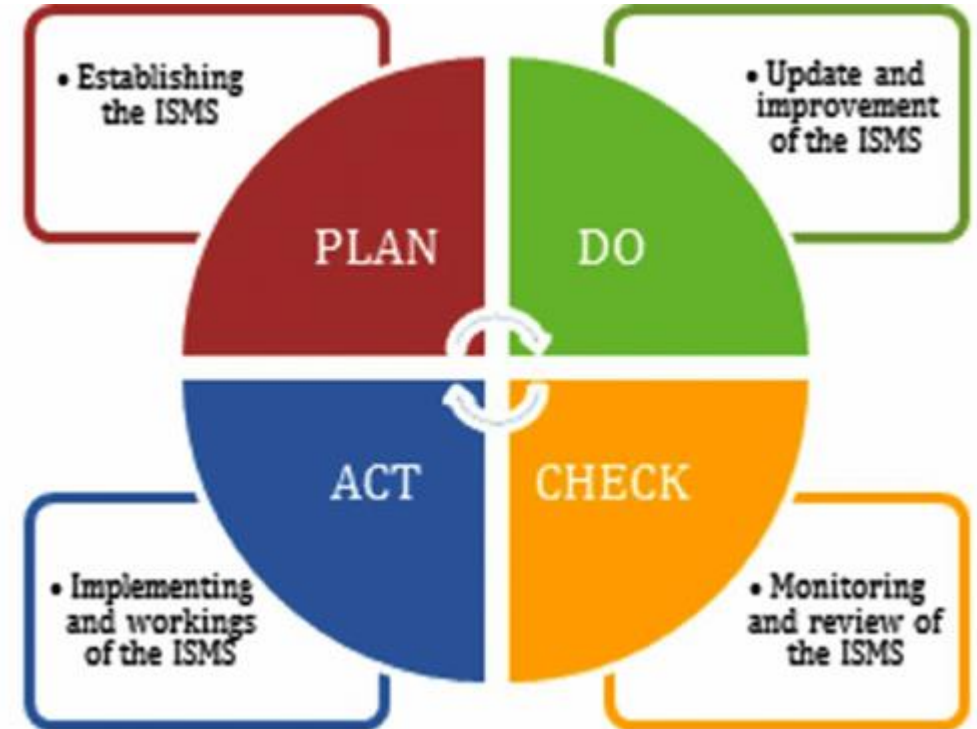 • Establishing
the ISMS
• Update and
improvement
of the ISMS
PLAN
DO
ACT
CHECK
• Implementing
and workings
of the ISMS
• Monitoring
and review of
the ISMS